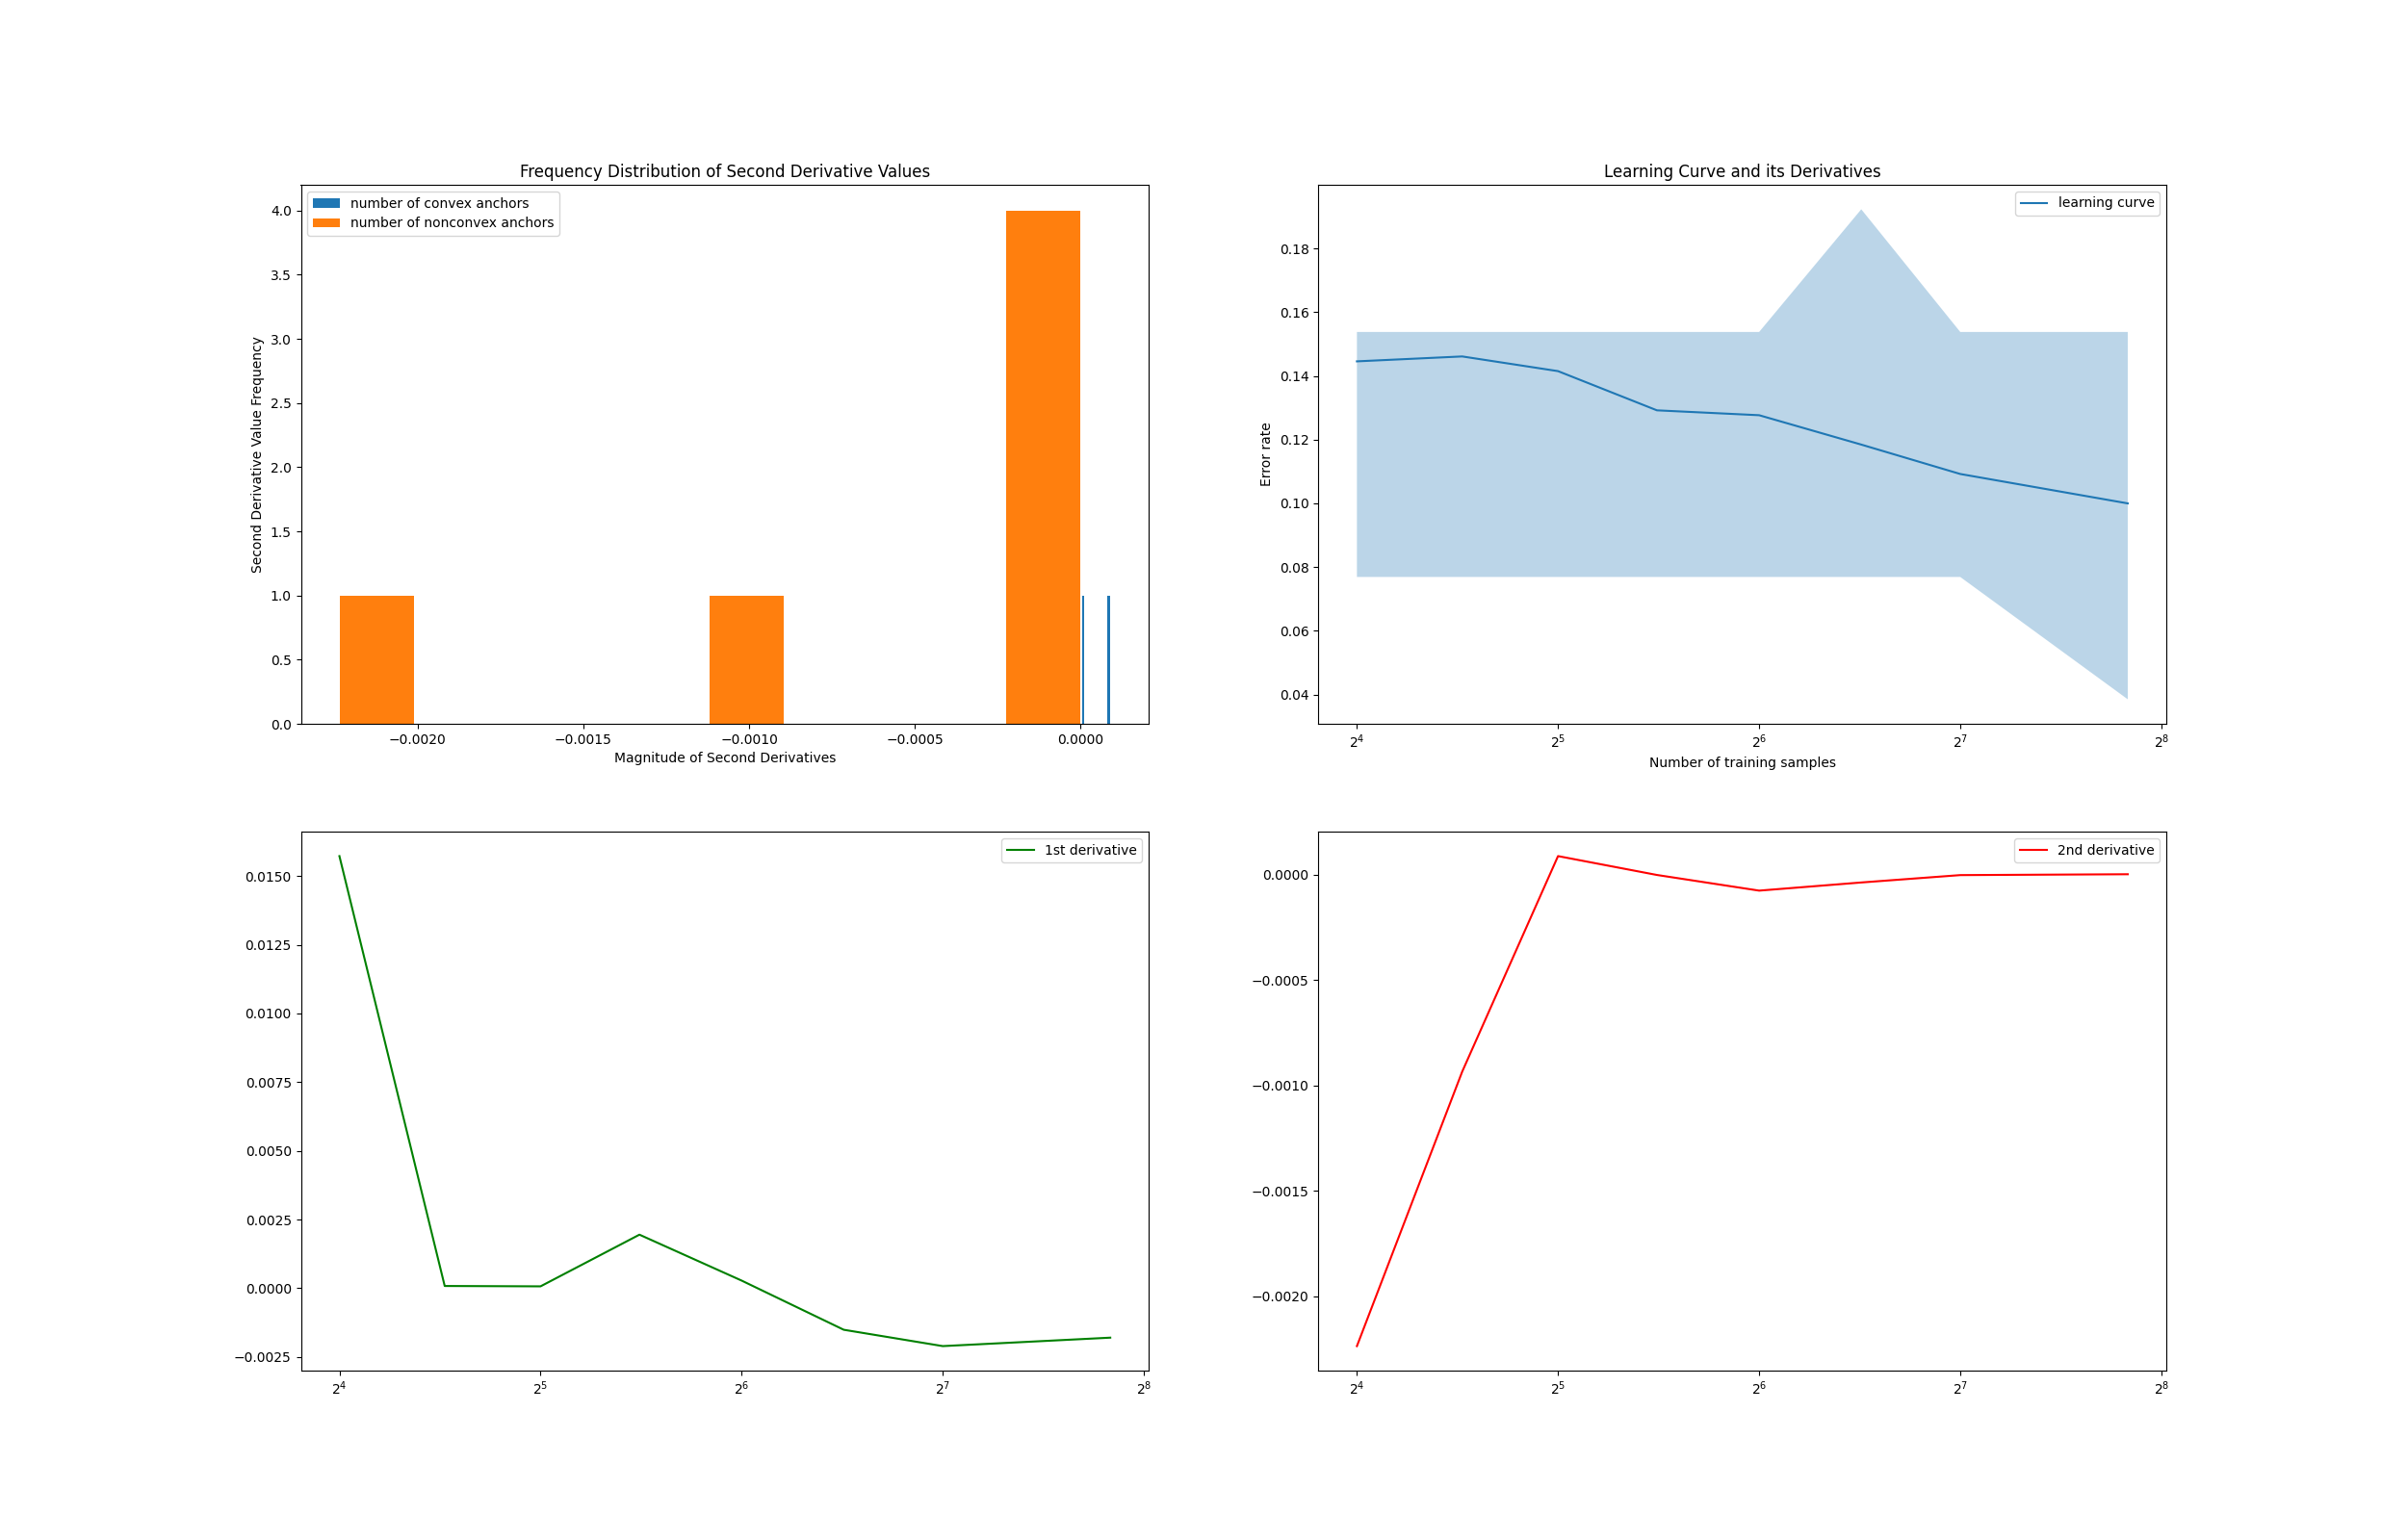 Frequency Distribution of Second Derivative Values
number of convex anchors
number of nonconvex anchors
4.0
3.5
3.0
2.5
2.0
1.5
1.0
0.5
0.0
Second Derivative Value Frequency
−0.0020 −0.0015 −0.0010 −0.0005 0.0000
Magnitude of Second Derivatives
Learning Curve and its Derivatives
learning curve
0.18
0.16
0.14
0.12
0.10
0.08
0.06
0.04
Error rate
2⁴ 2⁵ 2⁶ 2⁷ 2⁸
Number of training samples
1st derivative
0.0150
0.0125
0.0100
0.0075
0.0050
0.0025
0.0000
−0.0025
2⁴ 2⁵ 2⁶ 2⁷ 2⁸
2nd derivative
0.0000
−0.0005
−0.0010
−0.0015
−0.0020
2⁴ 2⁵ 2⁶ 2⁷ 2⁸